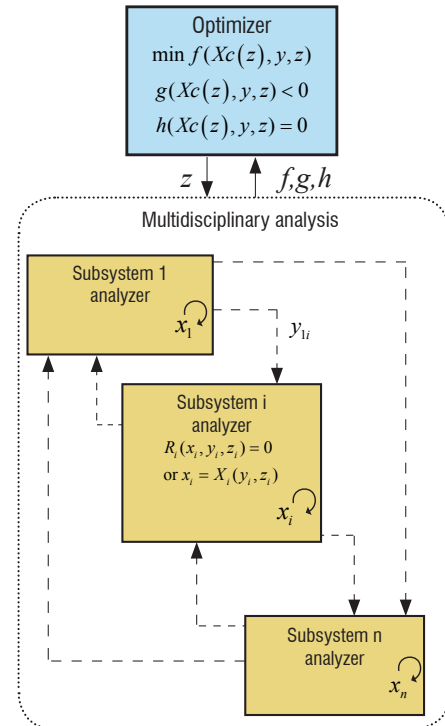 Optimizer
min f(Xc(z), y, z)
g(Xc(z), y, z) < 0
h(Xc(z), y, z) = 0
z
f,g,h
Multidisciplinary analysis
Subsystem 1
analyzer
x₁
y₁ᵢ
Subsystem i
analyzer
Rᵢ(xᵢ, yᵢ, zᵢ) = 0
or xᵢ = Xᵢ(yᵢ, zᵢ)
xᵢ
Subsystem n
analyzer
xₙ